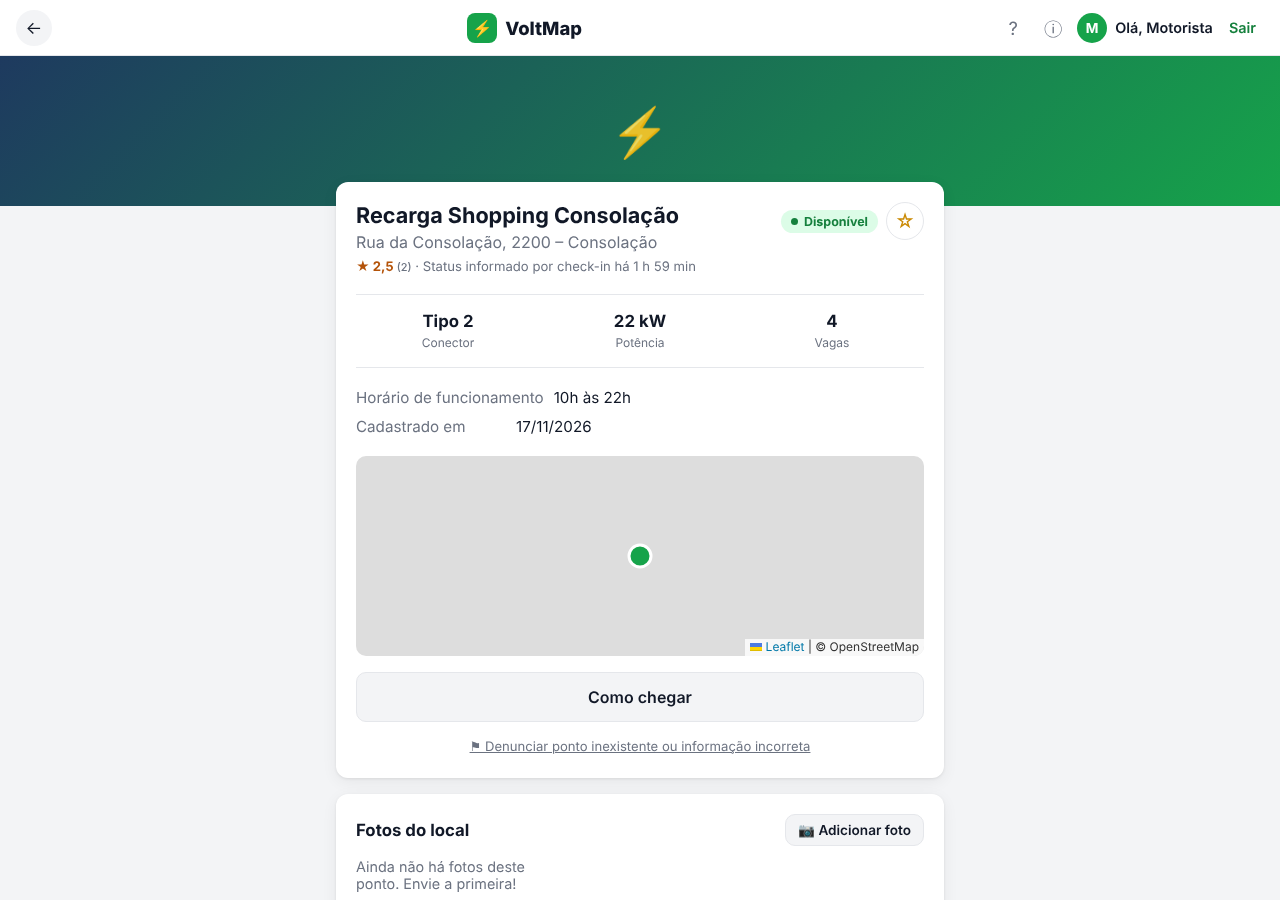 ← ⚡ VoltMap ? ⓘ M Olá, Motorista Sair
Recarga Shopping Consolação
● Disponível ☆
Rua da Consolação, 2200 – Consolação
★ 2,5 (2) · Status informado por check-in há 1 h 59 min
Tipo 2 22 kW 4
Conector Potência Vagas
Horário de funcionamento 10h às 22h
Cadastrado em 17/11/2026
Leaflet | © OpenStreetMap
Como chegar
⚑ Denunciar ponto inexistente ou informação incorreta
Fotos do local 📷 Adicionar foto
Ainda não há fotos deste
ponto. Envie a primeira!